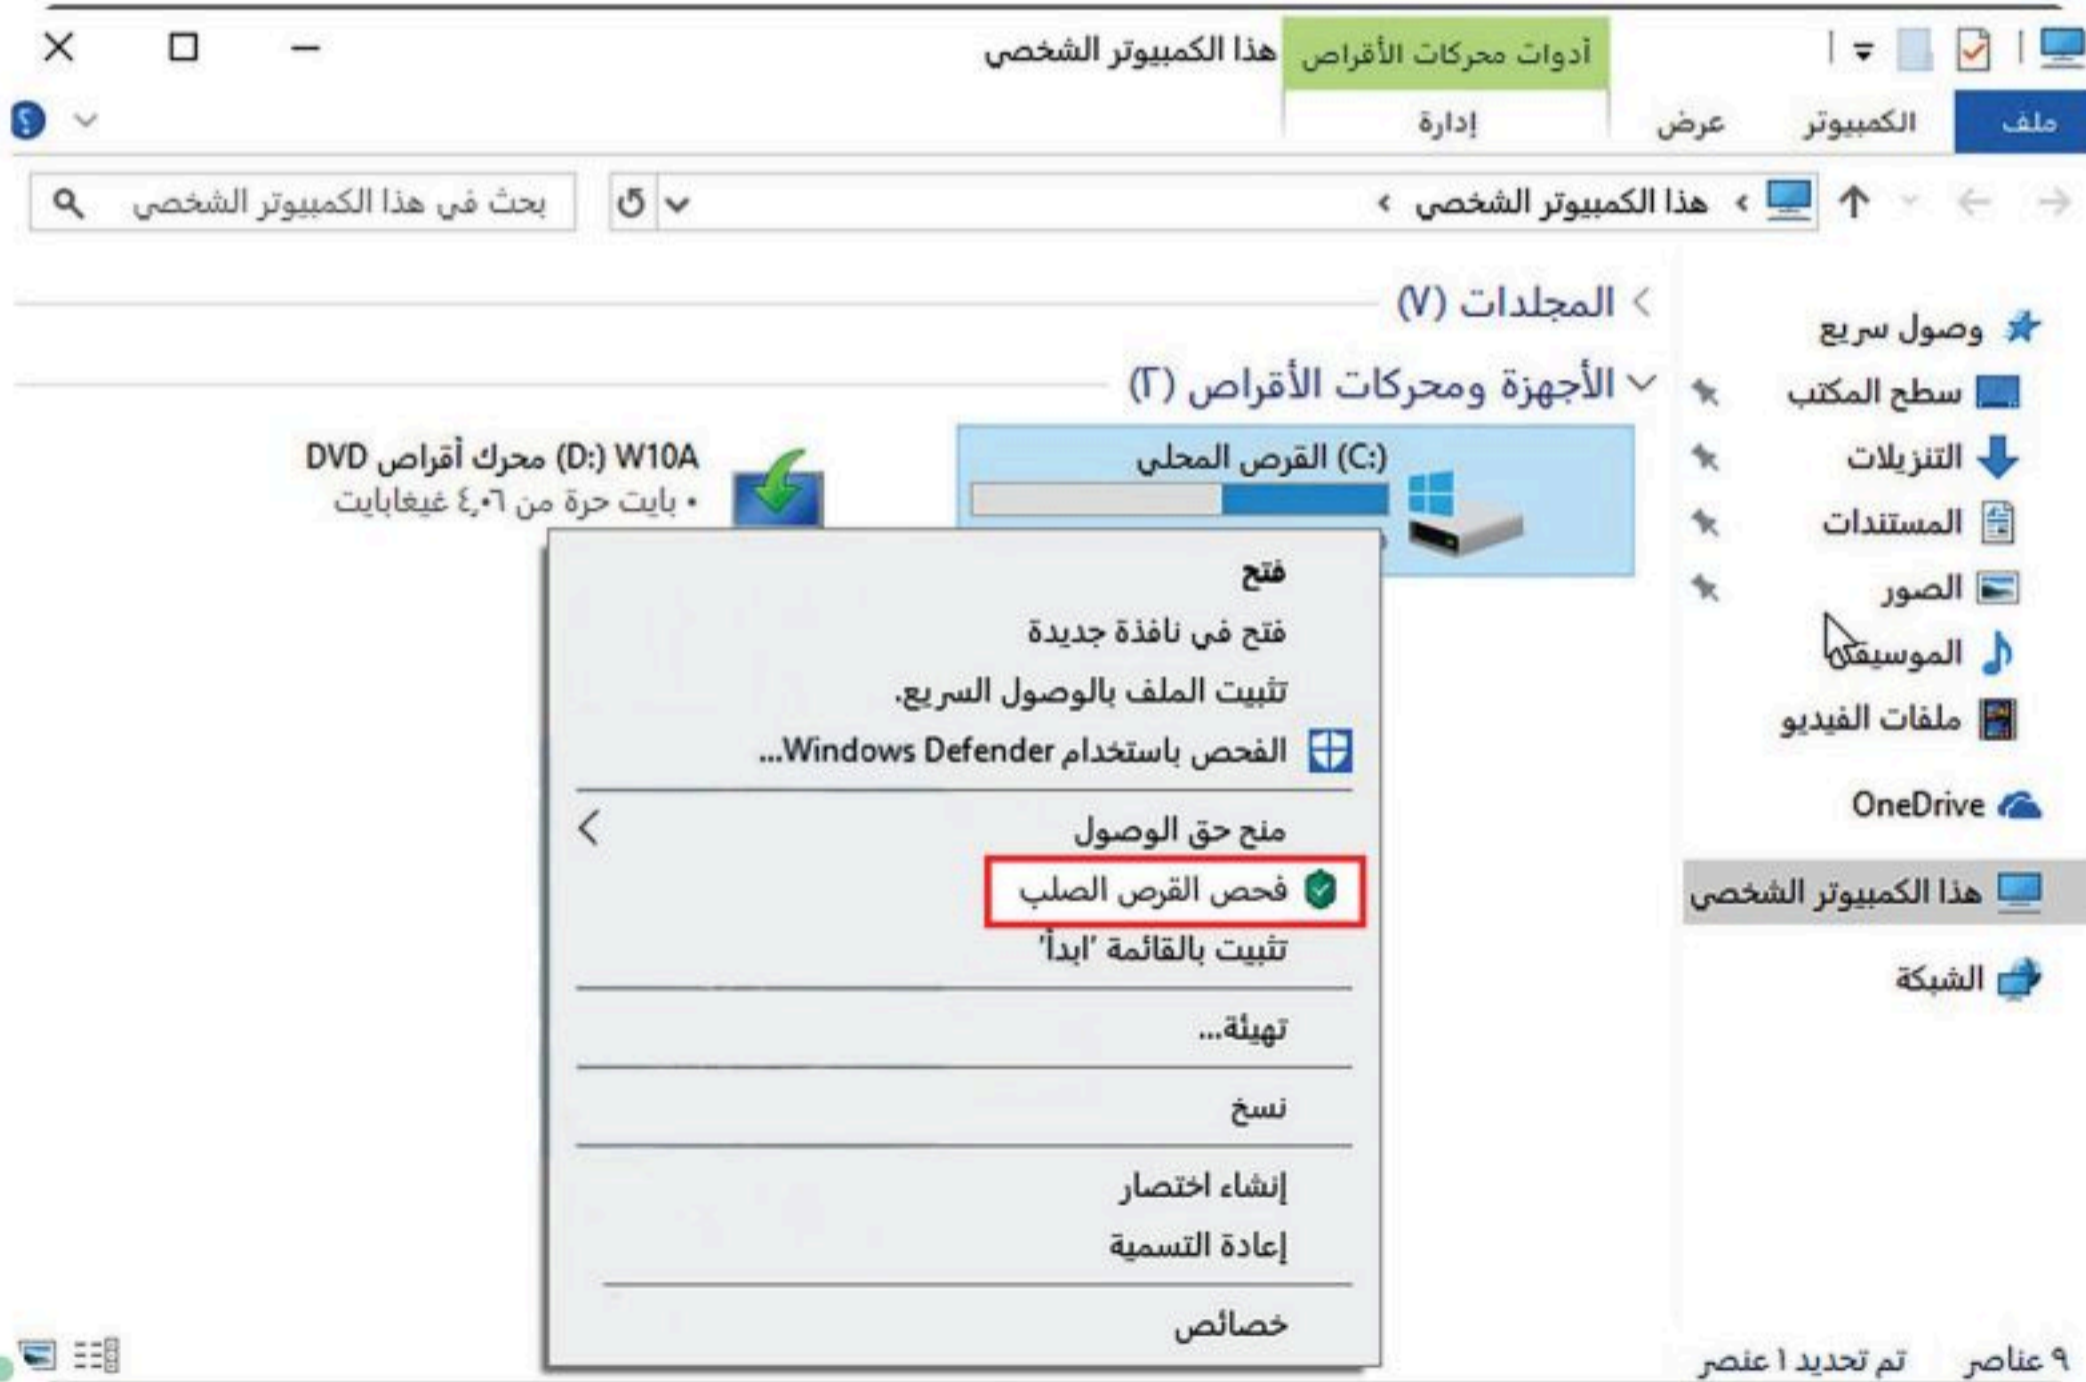 هذا الكمبيوتر الشخصي
أدوات محركات الأقراص
ملف
الكمبيوتر
عرض
إدارة
هذا الكمبيوتر الشخصي
بحث في هذا الكمبيوتر الشخصي
وصول سريع
سطح المكتب
التنزيلات
المستندات
الصور
الموسيقى
ملفات الفيديو
OneDrive
هذا الكمبيوتر الشخصي
الشبكة
المجلدات (٧)
الأجهزة ومحركات الأقراص (٢)
القرص المحلي (C:)
محرك أقراص DVD (D:) W10A
٠ بايت حرة من ٤,٠٦ غيغابايت
فتح
فتح في نافذة جديدة
تثبيت الملف بالوصول السريع.
الفحص باستخدام Windows Defender...
منح حق الوصول
فحص القرص الصلب
تثبيت بالقائمة 'ابدأ'
تهيئة...
نسخ
إنشاء اختصار
إعادة التسمية
خصائص
٩ عناصر
تم تحديد ١ عنصر